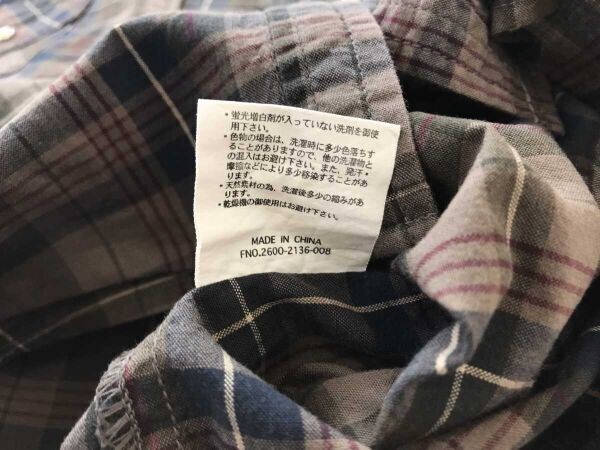 ・蛍光増白剤が入っていない洗剤を御使
用下さい。
・色物の場合は、洗濯時に多少色落ちす
ることがありますので、他の洗濯物と
の混入はお避け下さい。また、発汗・
摩擦などにより多少移染することがあ
ります。
・天然素材の為、洗濯後多少の縮みがあ
ります。
・乾燥機の御使用はお避け下さい。
MADE IN CHINA
FNO.2600-2136-008